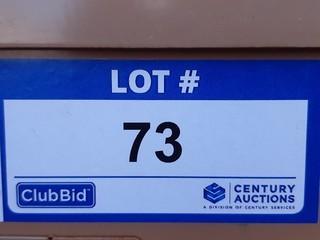 LOT #
73
ClubBid
CENTURY
AUCTIONS
A DIVISION OF CENTURY SERVICES